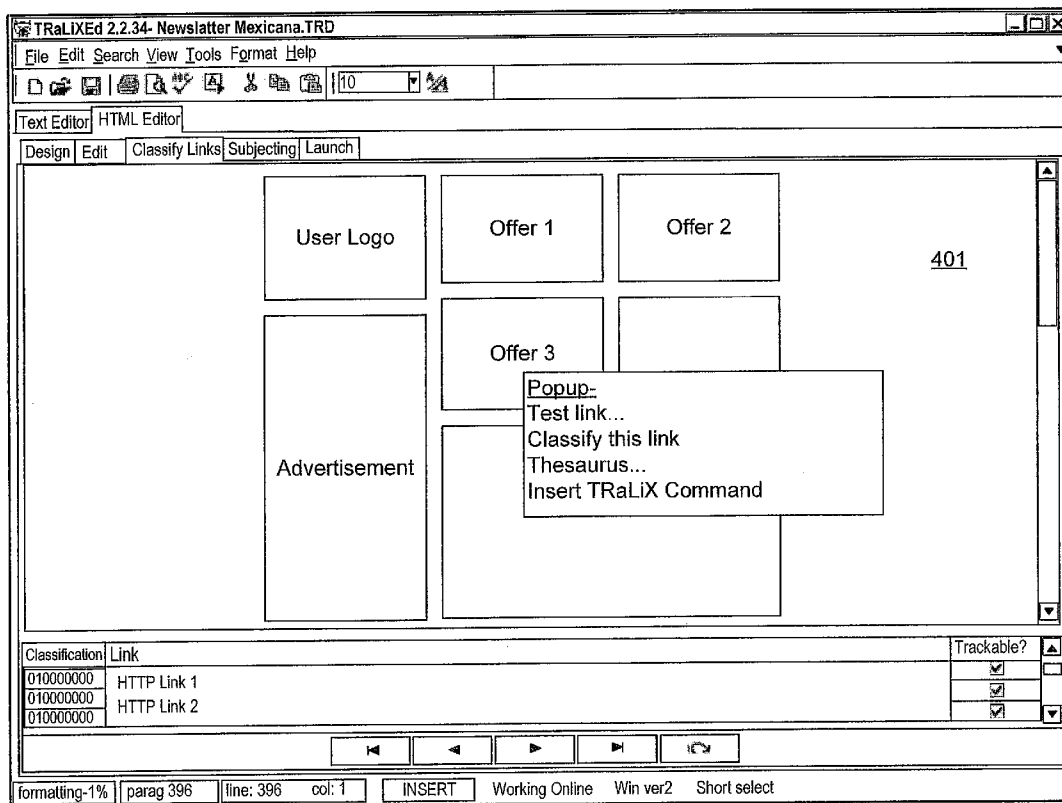 TRaLiXEd 2,2.34- Newslatter Mexicana.TRD
File Edit Search View Tools Format Help
10
Text Editor HTML Editor
Design Edit Classify Links Subjecting Launch
User Logo
Offer 1
Offer 2
401
Offer 3
Popup-
Test link...
Classify this link
Thesaurus...
Insert TRaLiX Command
Advertisement
Classification Link Trackable?
010000000 HTTP Link 1
010000000 HTTP Link 2
010000000
formatting-1% parag 396 line: 396 col: 1 INSERT Working Online Win ver2 Short select